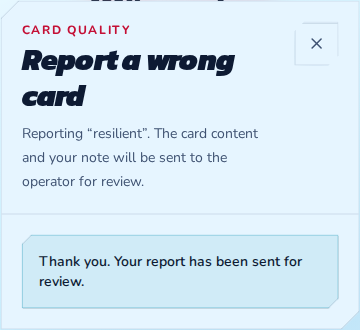 CARD QUALITY
Report a wrong
card
Reporting “resilient”. The card content
and your note will be sent to the
operator for review.
Thank you. Your report has been sent for
review.